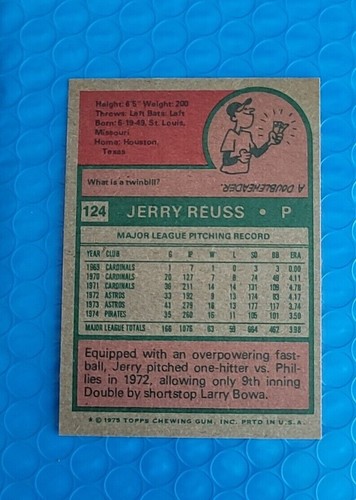 Height: 6'5" Weight: 200
Throws: Left Bats: Left
Born: 6-19-49, St. Louis,
Missouri
Home: Houston,
Texas
What is a twinbill?
A DOUBLEHEADER.
124 JERRY REUSS • P
MAJOR LEAGUE PITCHING RECORD
YEAR CLUB G IP W L SO BB ERA
1969 CARDINALS 1 7 1 0 3 3 0.00
1970 CARDINALS 20 127 7 8 74 49 4.11
1971 CARDINALS 36 211 14 14 131 109 4.78
1972 ASTROS 33 192 9 13 174 83 4.17
1973 ASTROS 41 279 16 13 177 117 3.74
1974 PIRATES 35 260 16 11 105 101 3.50
MAJOR LEAGUE TOTALS 166 1076 63 59 664 462 3.98
Equipped with an overpowering fast-
ball, Jerry pitched one-hitter vs. Phil-
lies in 1972, allowing only 9th inning
Double by shortstop Larry Bowa.
© 1975 TOPPS CHEWING GUM, INC. PRTD IN U.S.A.